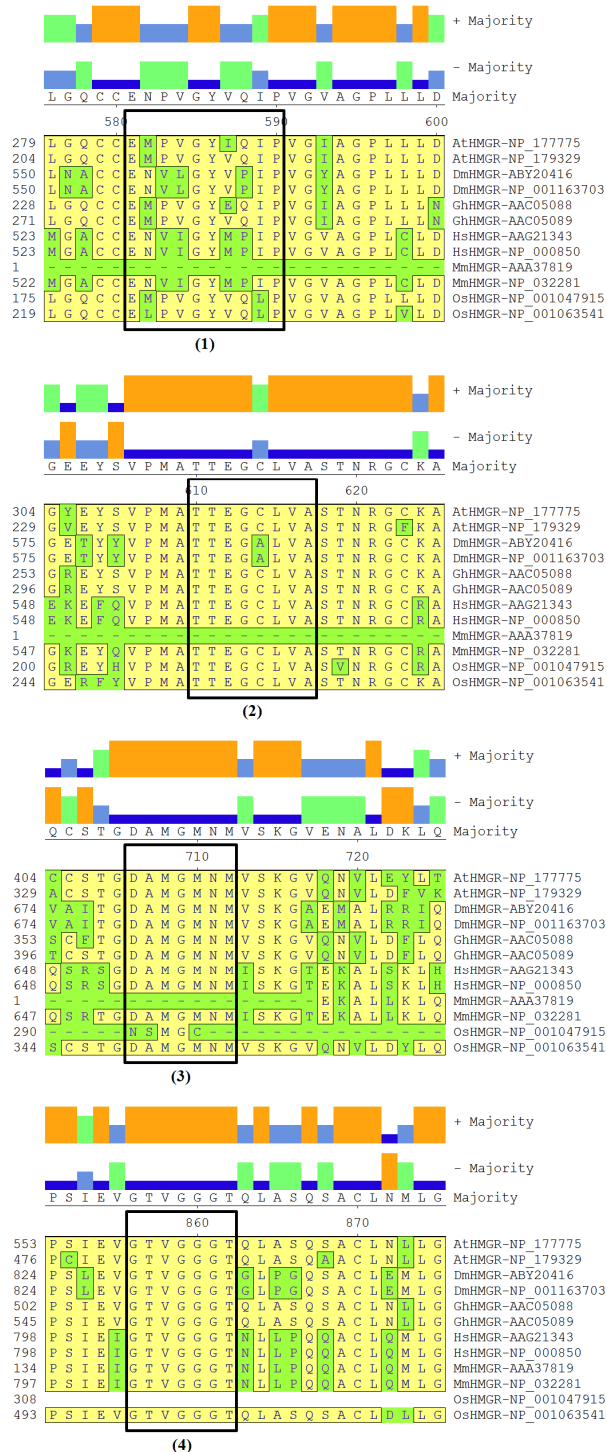 + Majority
- Majority
L G Q C C E N P V G Y V Q I P V G V A G P L L L D Majority
580 590 600
279 L G Q C C E M P V G Y I Q I P V G I A G P L L L D AtHMGR-NP_177775
204 L G Q C C E M P V G Y V Q I P V G I A G P L L L D AtHMGR-NP_179329
550 L N A C C E N V L G Y V P I P V G Y A G P L L L D DmHMGR-ABY20416
550 L N A C C E N V L G Y V P I P V G Y A G P L L L D DmHMGR-NP_001163703
228 L G Q C C E M P V G Y E Q I P V G I A G P L L L N GhHMGR-AAC05088
271 L G Q C C E M P V G Y V Q I P V G I A G P L L L N GhHMGR-AAC05089
523 M G A C C E N V I G Y M P I P V G V A G P L C L D HsHMGR-AAG21343
523 M G A C C E N V I G Y M P I P V G V A G P L C L D HsHMGR-NP_000850
1 - - - - - - - - - - - - - - - - - - - - - - - - - MmHMGR-AAA37819
522 M G A C C E N V I G Y M P I P V G V A G P L C L D MmHMGR-NP_032281
175 L G Q C C E M P V G Y V Q L P V G V A G P L L L D OsHMGR-NP_001047915
219 L G Q C C E L P V G Y V Q L P V G V A G P L V L D OsHMGR-NP_001063541
(1)
+ Majority
- Majority
G E E Y S V P M A T T E G C L V A S T N R G C K A Majority
610 620
304 G Y E Y S V P M A T T E G C L V A S T N R G C K A AtHMGR-NP_177775
229 G V E Y S V P M A T T E G C L V A S T N R G F K A AtHMGR-NP_179329
575 G E T Y Y V P M A T T E G A L V A S T N R G C K A DmHMGR-ABY20416
575 G E T Y Y V P M A T T E G A L V A S T N R G C K A DmHMGR-NP_001163703
253 G R E Y S V P M A T T E G C L V A S T N R G C K A GhHMGR-AAC05088
296 G R E Y S V P M A T T E G C L V A S T N R G C K A GhHMGR-AAC05089
548 E K E F Q V P M A T T E G C L V A S T N R G C R A HsHMGR-AAG21343
548 E K E F Q V P M A T T E G C L V A S T N R G C R A HsHMGR-NP_000850
1 - - - - - - - - - - - - - - - - - - - - - - - - - MmHMGR-AAA37819
547 G K E Y Q V P M A T T E G C L V A S T N R G C R A MmHMGR-NP_032281
200 G R E Y H V P M A T T E G C L V A S V N R G C R A OsHMGR-NP_001047915
244 G E R F Y V P M A T T E G C L V A S T N R G C K A OsHMGR-NP_001063541
(2)
+ Majority
- Majority
Q C S T G D A M G M N M V S K G V E N A L D K L Q Majority
710 720
404 C C S T G D A M G M N M V S K G V Q N V L E Y L T AtHMGR-NP_177775
329 A C S T G D A M G M N M V S K G V Q N V L D F V K AtHMGR-NP_179329
674 V A I T G D A M G M N M V S K G A E M A L R R I Q DmHMGR-ABY20416
674 V A I T G D A M G M N M V S K G A E M A L R R I Q DmHMGR-NP_001163703
353 S C F T G D A M G M N M V S K G V Q N V L D F L Q GhHMGR-AAC05088
396 T C S T G D A M G M N M V S K G V Q N V L D F L Q GhHMGR-AAC05089
648 Q S R S G D A M G M N M I S K G T E K A L S K L H HsHMGR-AAG21343
648 Q S R S G D A M G M N M I S K G T E K A L S K L H HsHMGR-NP_000850
1 - - - - - - - - - - - - - - - - - E K A L L K L Q MmHMGR-AAA37819
647 Q S R T G D A M G M N M I S K G T E K A L L K L Q MmHMGR-NP_032281
290 - - - - - N S M G C - - - - - - - - - - - - - - - OsHMGR-NP_001047915
344 S C S T G D A M G M N M V S K G V Q N V L D Y L Q OsHMGR-NP_001063541
(3)
+ Majority
- Majority
P S I E V G T V G G G T Q L A S Q S A C L N M L G Majority
860 870
553 P S I E V G T V G G G T Q L A S Q S A C L N L L G AtHMGR-NP_177775
476 P C I E V G T V G G G T Q L A S Q A A C L N L L G AtHMGR-NP_179329
824 P S L E V G T V G G G T G L P G Q S A C L E M L G DmHMGR-ABY20416
824 P S L E V G T V G G G T G L P G Q S A C L E M L G DmHMGR-NP_001163703
502 P S I E V G T V G G G T Q L A S Q S A C L N L L G GhHMGR-AAC05088
545 P S I E V G T V G G G T Q L A S Q S A C L N L L G GhHMGR-AAC05089
798 P S I E I G T V G G G T N L L P Q Q A C L Q M L G HsHMGR-AAG21343
798 P S I E I G T V G G G T N L L P Q Q A C L Q M L G HsHMGR-NP_000850
134 P S I E I G T V G G G T N L L P Q Q A C L Q M L G MmHMGR-AAA37819
797 P S I E I G T V G G G T N L L P Q Q A C L Q M L G MmHMGR-NP_032281
308 OsHMGR-NP_001047915
493 P S I E V G T V G G G T Q L A S Q S A C L D L L G OsHMGR-NP_001063541
(4)